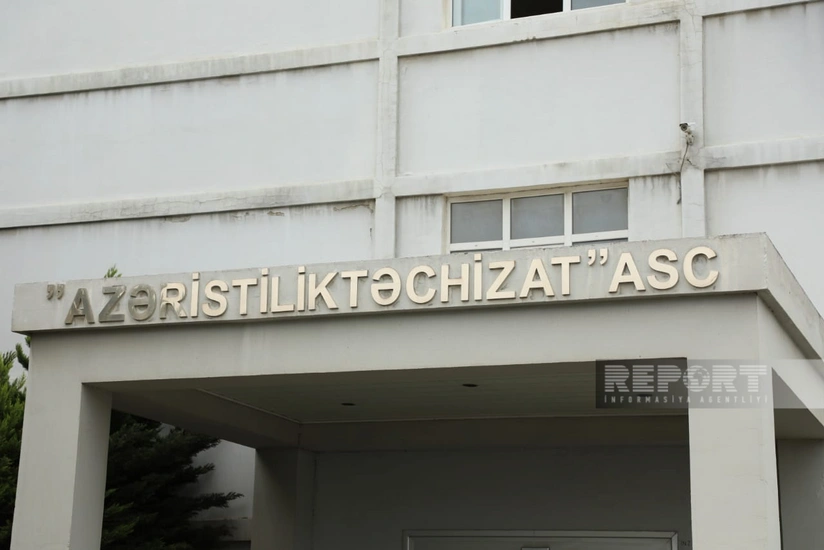 ”AZƏRİSTİLİKTƏCHİZAT”ASC
REPORT
İNFORMASİYA AGENTLİYİ